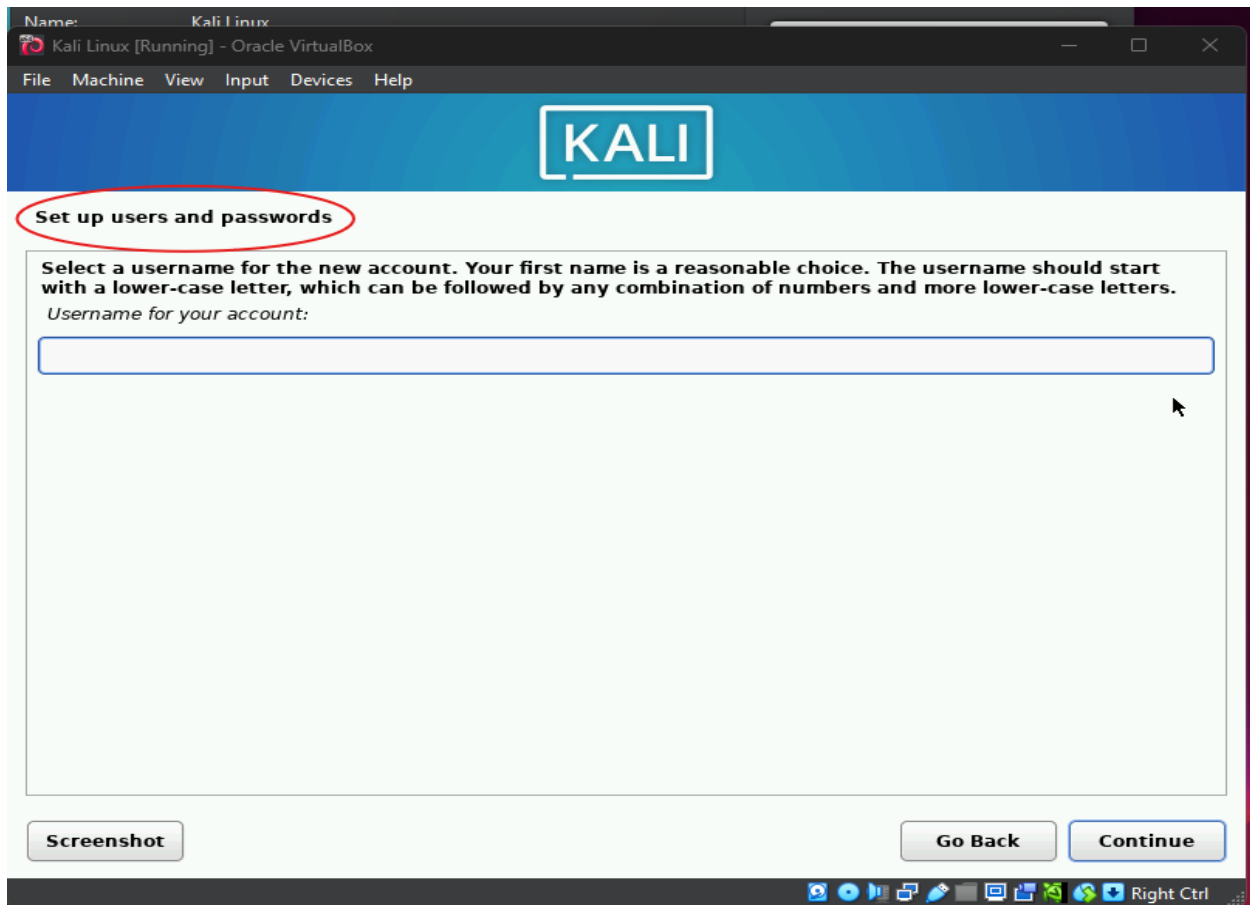 Name: Kali Linux
Kali Linux [Running] - Oracle VirtualBox
File Machine View Input Devices Help
KALI
Set up users and passwords
Select a username for the new account. Your first name is a reasonable choice. The username should start
with a lower-case letter, which can be followed by any combination of numbers and more lower-case letters.
Username for your account:
Screenshot
Go Back Continue
Right Ctrl